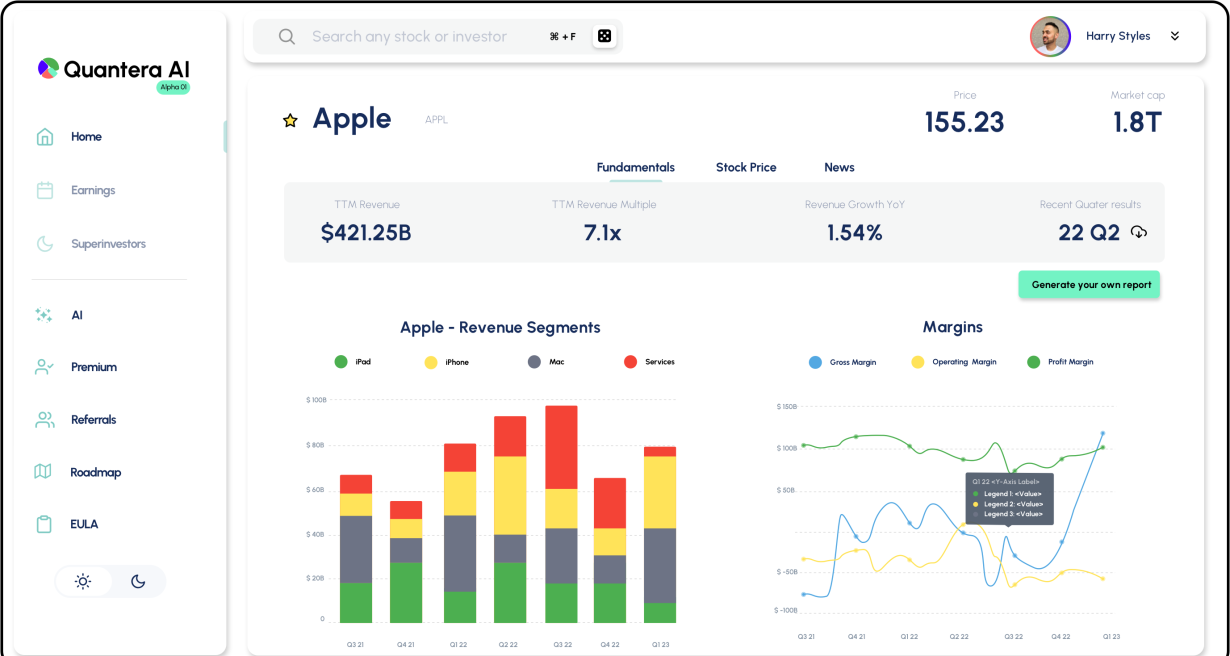 Quantera AI
Alpha 01
Home
Earnings
Superinvestors
AI
Premium
Referrals
Roadmap
EULA
Search any stock or investor
⌘ + F
Harry Styles
Apple
APPL
Price
155.23
Market cap
1.8T
Fundamentals
Stock Price
News
TTM Revenue
$421.25B
TTM Revenue Multiple
7.1x
Revenue Growth YoY
1.54%
Recent Quater results
22 Q2
Generate your own report
Apple - Revenue Segments
iPad
iPhone
Mac
Services
$ 100B
$ 80B
$ 60B
$ 40B
$ 20B
0
Q3 21
Q4 21
Q1 22
Q2 22
Q3 22
Q4 22
Q1 23
Margins
Gross Margin
Operating Margin
Profit Margin
$ 150B
$ 100B
$ 50B
$ -50B
$ -100B
Q1 22 <Y-Axis Label>
Legend 1: <Value>
Legend 2: <Value>
Legend 3: <Value>
Q3 21
Q4 21
Q1 22
Q2 22
Q3 22
Q4 22
Q1 23